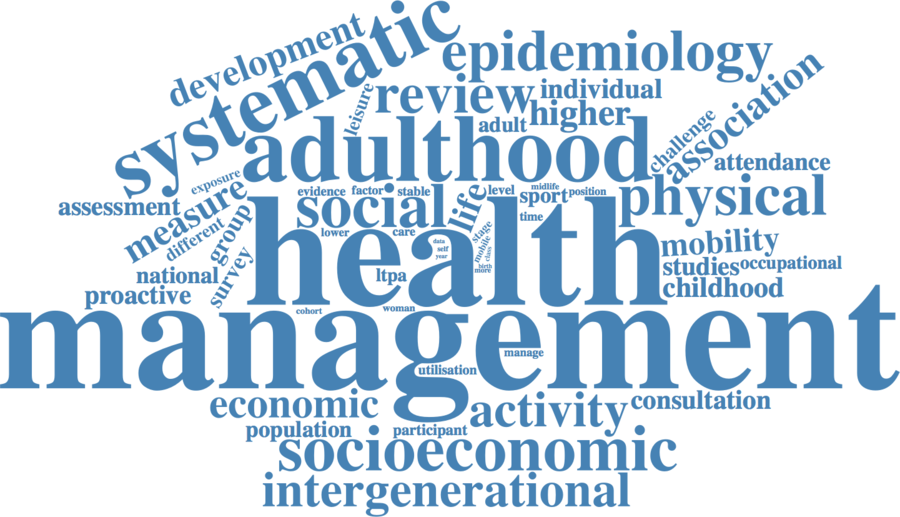 development
systematic
epidemiology
leisure
review
individual
higher
association
adult
adulthood
challenge
attendance
exposure
evidence
factor
stable
life
level
midlife
sport
position
physical
assessment
measure
social
time
different
group
lower
care
stage
mobile
class
data
self
year
health
mobility
national
survey
ltpa
birth
more
studies
occupational
proactive
childhood
cohort
woman
management
manage
utilisation
economic
activity
consultation
population
participant
socioeconomic
intergenerational